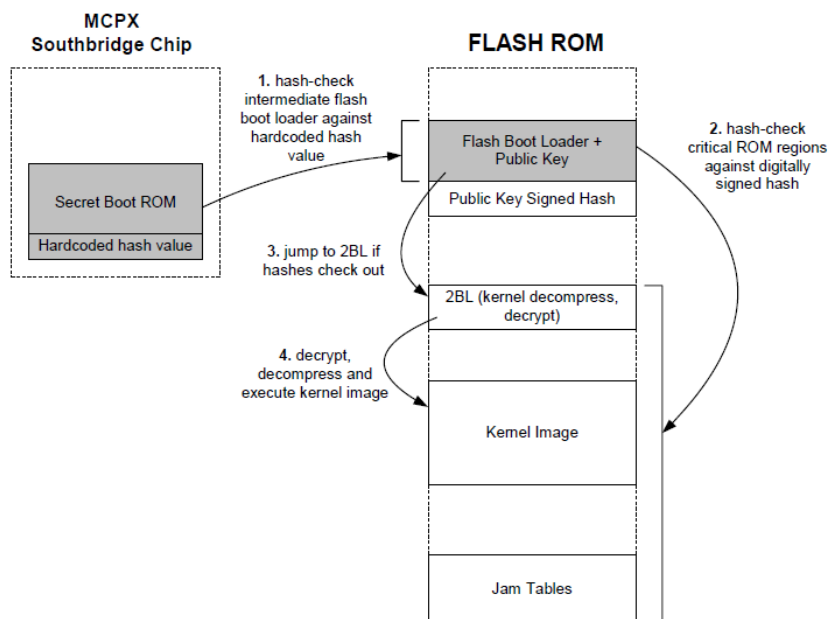 MCPX
Southbridge Chip
FLASH ROM
1. hash-check
intermediate flash
boot loader against
hardcoded hash
value
2. hash-check
critical ROM regions
against digitally
signed hash
Flash Boot Loader +
Public Key
Secret Boot ROM
Public Key Signed Hash
Hardcoded hash value
3. jump to 2BL if
hashes check out
2BL (kernel decompress,
decrypt)
4. decrypt,
decompress and
execute kernel image
Kernel Image
Jam Tables